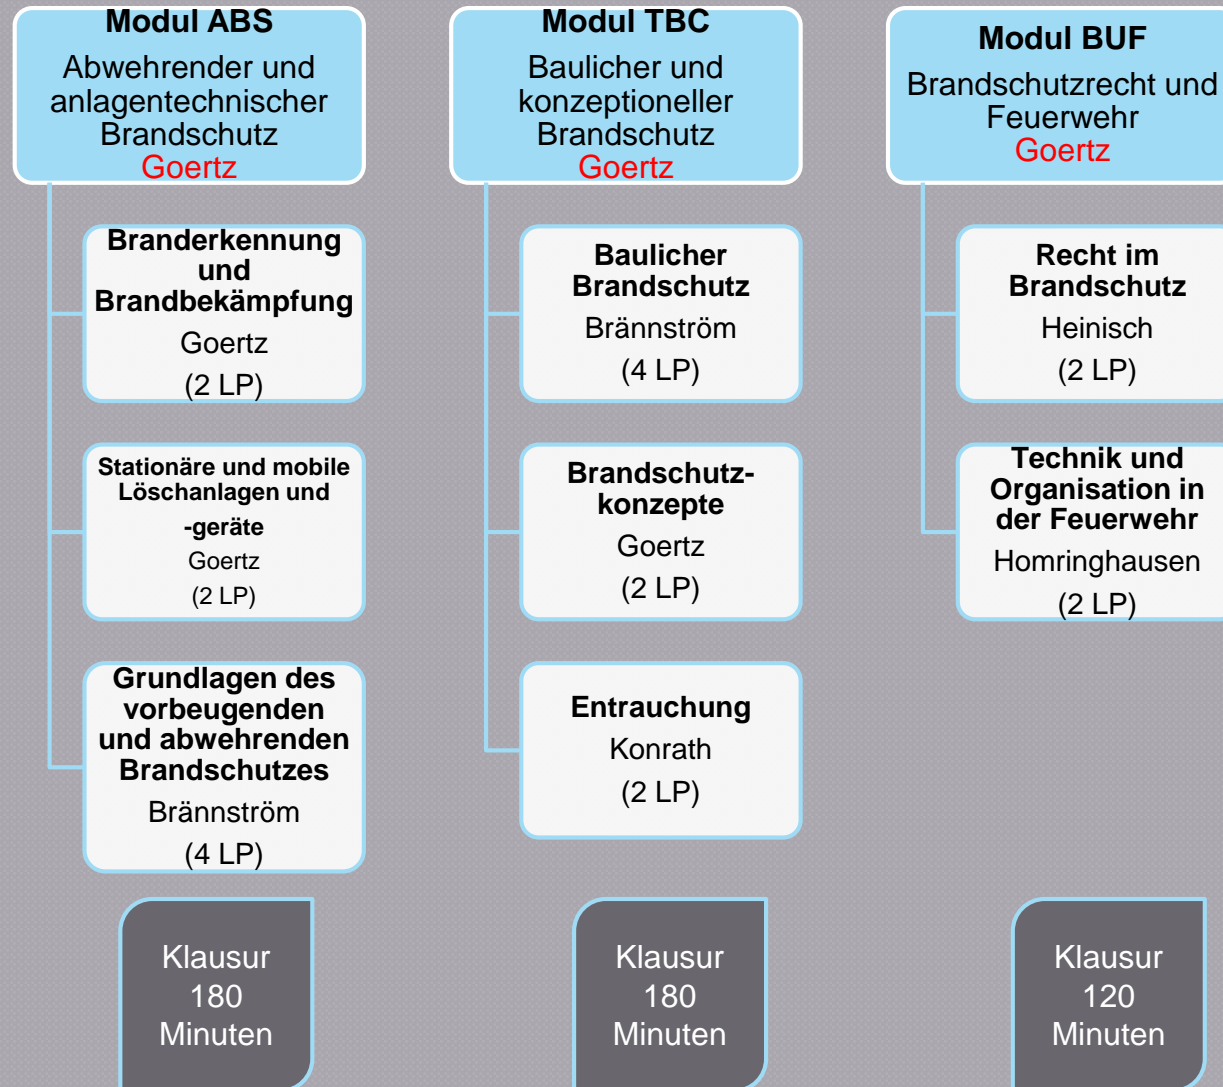 Modul ABS
Abwehrender und
anlagentechnischer
Brandschutz
Goertz
Branderkennung
und
Brandbekämpfung
Goertz
(2 LP)
Stationäre und mobile
Löschanlagen und
-geräte
Goertz
(2 LP)
Grundlagen des
vorbeugenden
und abwehrenden
Brandschutzes
Brännström
(4 LP)
Klausur
180
Minuten
Modul TBC
Baulicher und
konzeptioneller
Brandschutz
Goertz
Baulicher
Brandschutz
Brännström
(4 LP)
Brandschutz-
konzepte
Goertz
(2 LP)
Entrauchung
Konrath
(2 LP)
Klausur
180
Minuten
Modul BUF
Brandschutzrecht und
Feuerwehr
Goertz
Recht im
Brandschutz
Heinisch
(2 LP)
Technik und
Organisation in
der Feuerwehr
Homringhausen
(2 LP)
Klausur
120
Minuten